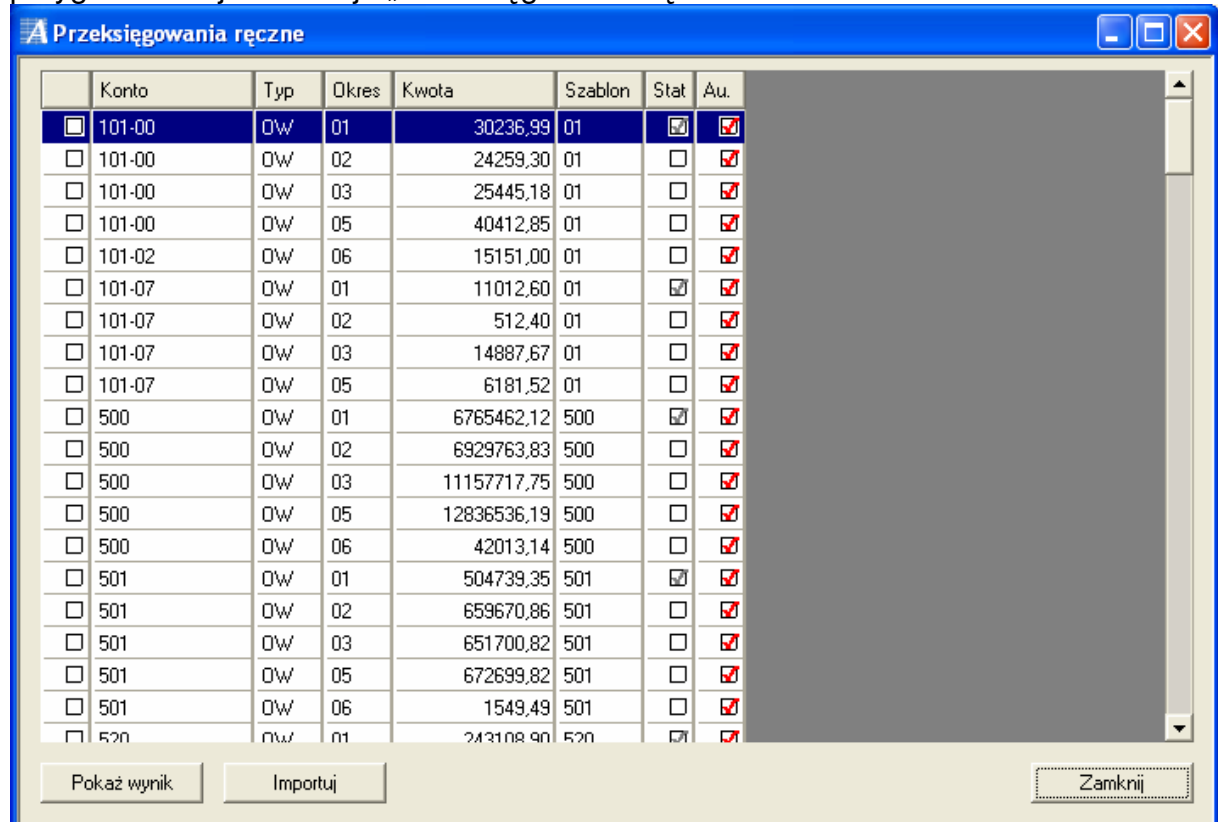 Przeksięgowania ręczne
Konto Typ Okres Kwota Szablon Stat Au.
101-00 OW 01 30236,99 01
101-00 OW 02 24259,30 01
101-00 OW 03 25445,18 01
101-00 OW 05 40412,85 01
101-02 OW 06 15151,00 01
101-07 OW 01 11012,60 01
101-07 OW 02 512,40 01
101-07 OW 03 14887,67 01
101-07 OW 05 6181,52 01
500 OW 01 6765462,12 500
500 OW 02 6929763,83 500
500 OW 03 11157717,75 500
500 OW 05 12836536,19 500
500 OW 06 42013,14 500
501 OW 01 504739,35 501
501 OW 02 659670,86 501
501 OW 03 651700,82 501
501 OW 05 672699,82 501
501 OW 06 1549,49 501
520 OW 01 243108,90 520
Pokaż wynik Importuj Zamknij